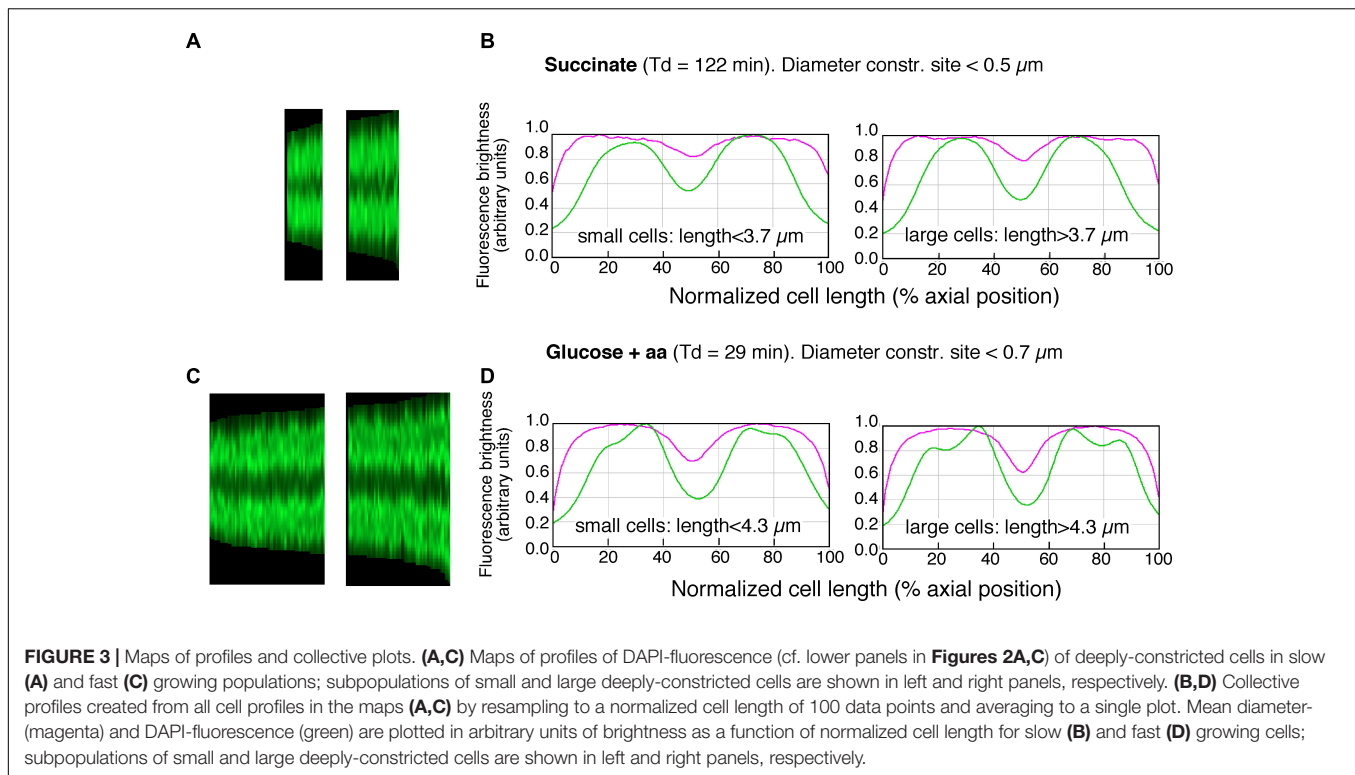 A
B
Succinate (Td = 122 min). Diameter constr. site < 0.5 µm
Fluorescence brightness
(arbitrary units)
1.0
0.8
0.6
0.4
0.2
0.0
small cells: length<3.7 µm
0 20 40 60 80 100
1.0
0.8
0.6
0.4
0.2
0.0
large cells: length>3.7 µm
0 20 40 60 80 100
Normalized cell length (% axial position)
Glucose + aa (Td = 29 min). Diameter constr. site < 0.7 µm
C
D
Fluorescence brightness
(arbitrary units)
1.0
0.8
0.6
0.4
0.2
0.0
small cells: length<4.3 µm
0 20 40 60 80 100
1.0
0.8
0.6
0.4
0.2
0.0
large cells: length>4.3 µm
0 20 40 60 80 100
Normalized cell length (% axial position)
FIGURE 3 | Maps of profiles and collective plots. (A,C) Maps of profiles of DAPI-fluorescence (cf. lower panels in Figures 2A,C) of deeply-constricted cells in slow
(A) and fast (C) growing populations; subpopulations of small and large deeply-constricted cells are shown in left and right panels, respectively. (B,D) Collective
profiles created from all cell profiles in the maps (A,C) by resampling to a normalized cell length of 100 data points and averaging to a single plot. Mean diameter-
(magenta) and DAPI-fluorescence (green) are plotted in arbitrary units of brightness as a function of normalized cell length for slow (B) and fast (D) growing cells;
subpopulations of small and large deeply-constricted cells are shown in left and right panels, respectively.